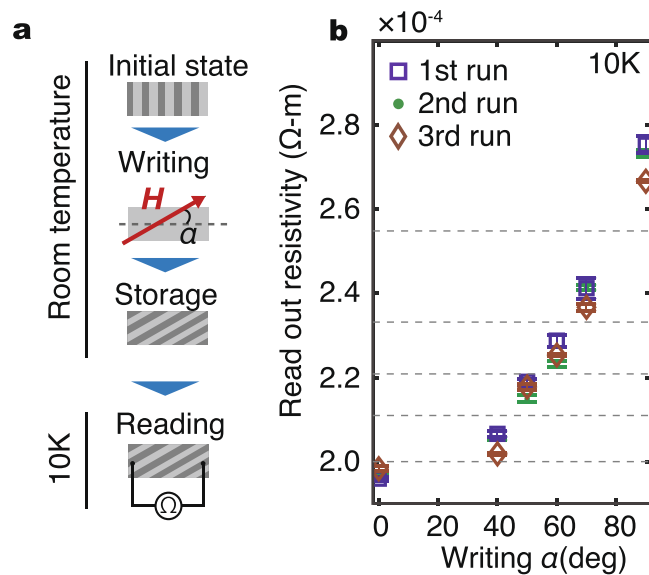 a
Room temperature
Initial state
Writing
H
α
Storage
10K
Reading
Ω
b
×10⁻⁴
10K
1st run
2nd run
3rd run
Read out resistivity (Ω-m)
2.8
2.6
2.4
2.2
2.0
0 20 40 60 80
Writing α(deg)